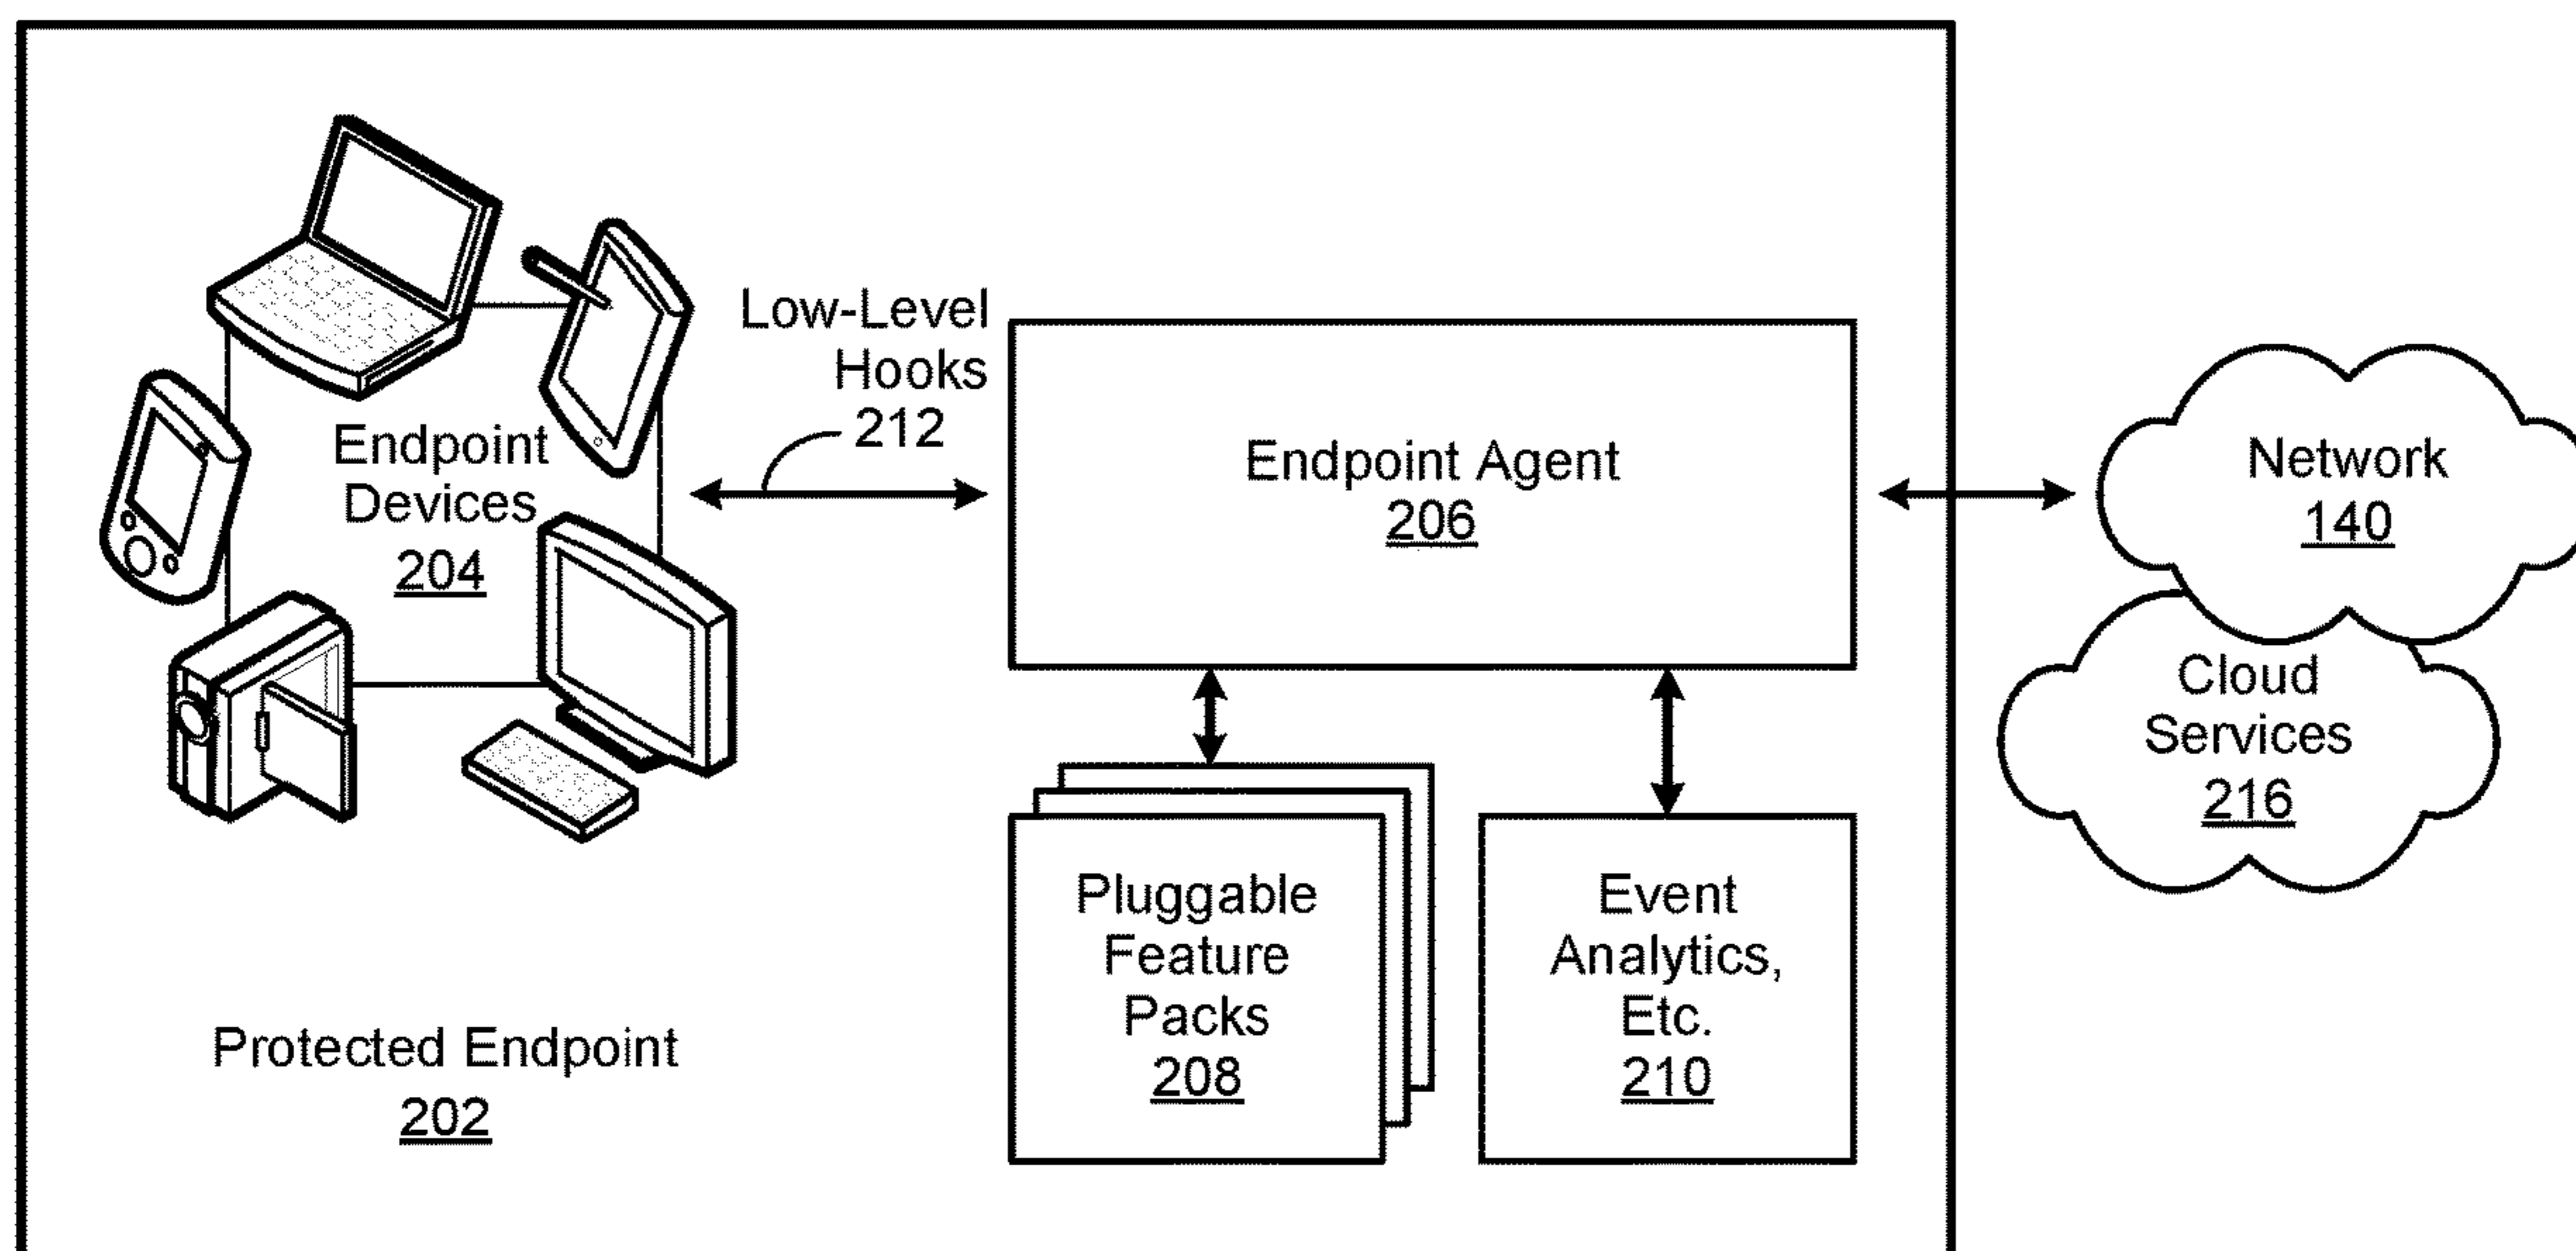 Low-Level
Hooks
212
Endpoint
Devices
204
Endpoint Agent
206
Network
140
Cloud
Services
216
Pluggable
Feature
Packs
208
Event
Analytics,
Etc.
210
Protected Endpoint
202